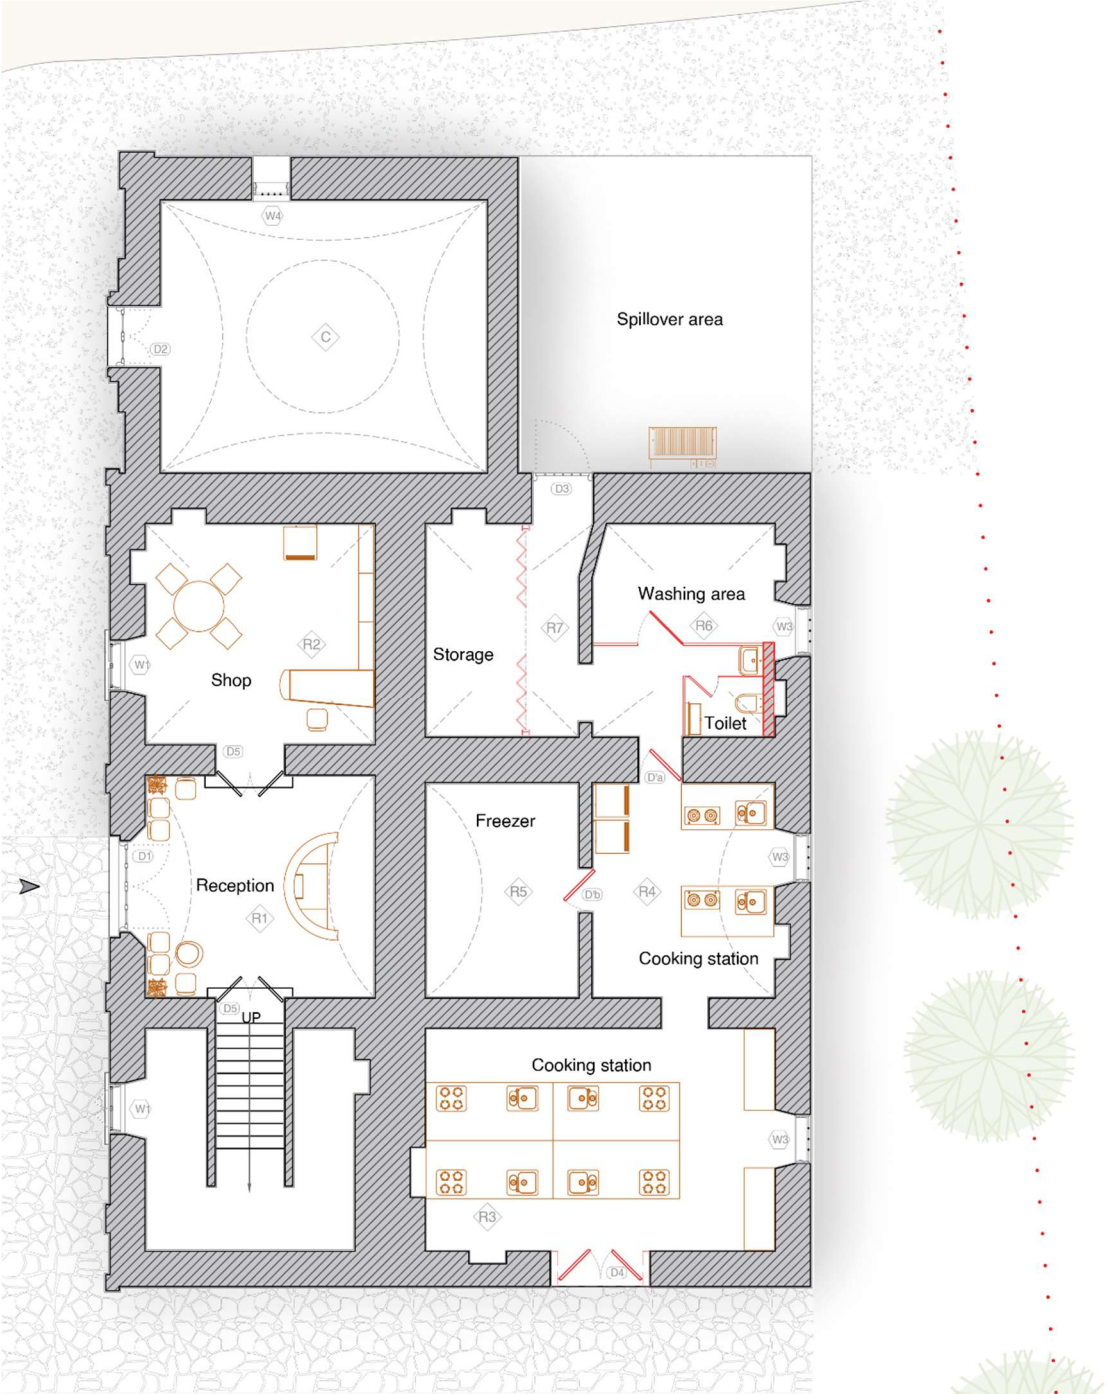 W4
Spillover area
C
D2
D3
Washing area
R7
R6
W3
R2
Storage
W1
Shop
Toilet
D5
D'a
Freezer
D1
W3
Reception
R5
D'b
R4
R1
Cooking station
D5
UP
Cooking station
W1
W3
R3
D4